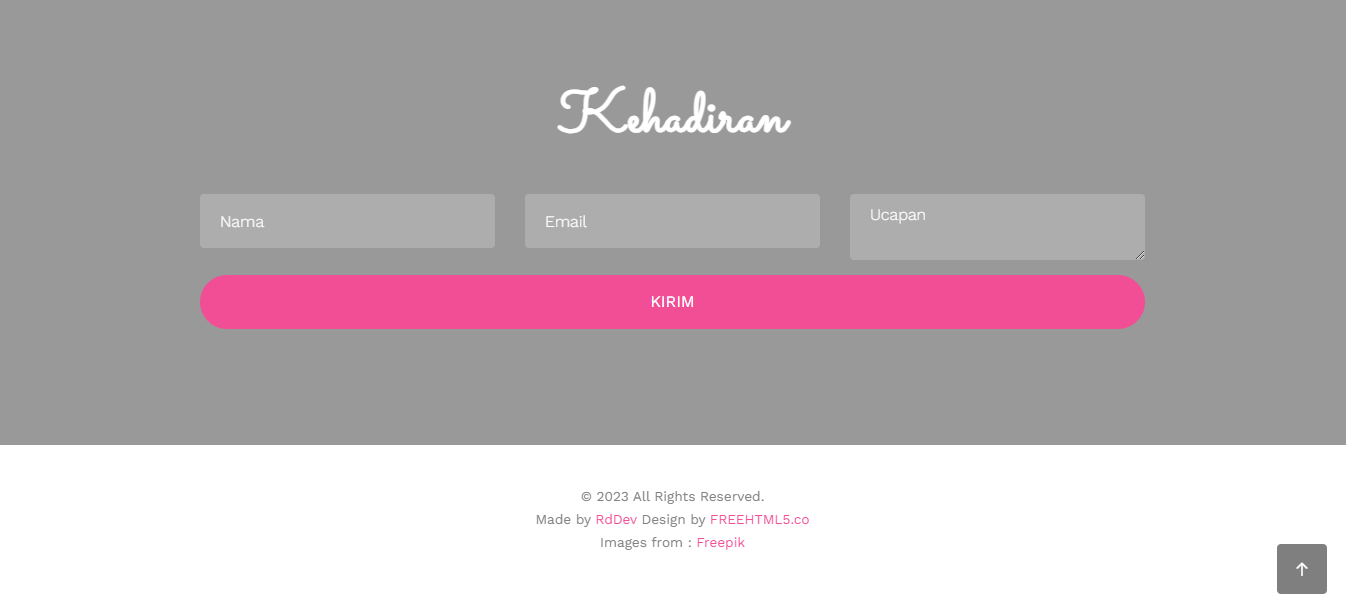 Kehadiran
Nama
Email
Ucapan
KIRIM
© 2023 All Rights Reserved.
Made by RdDev Design by FREEHTML5.co
Images from : Freepik